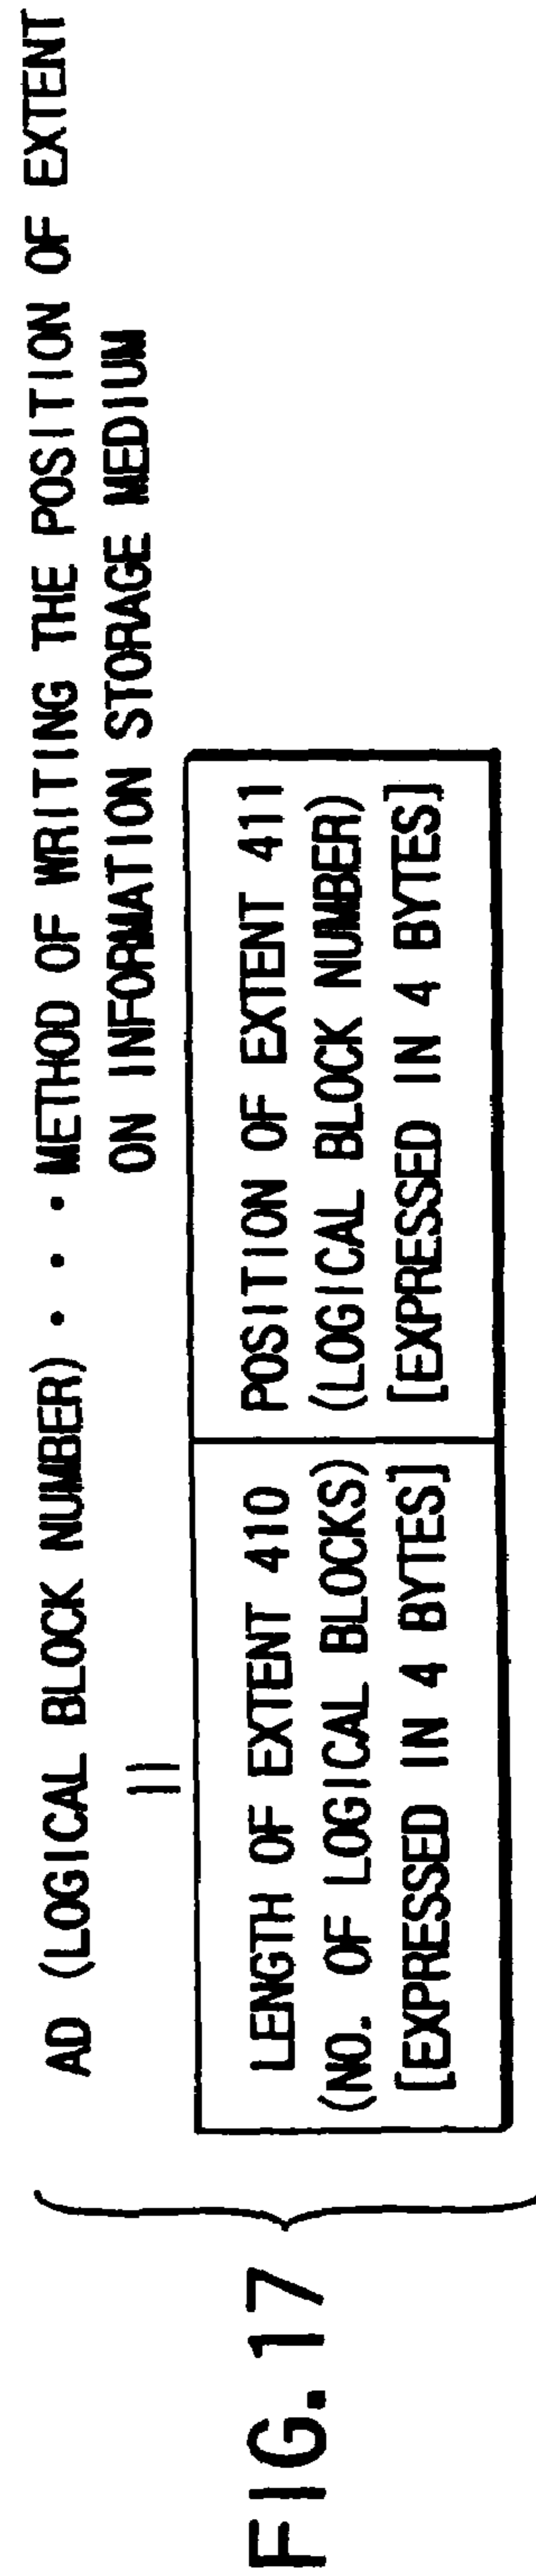 AD (LOGICAL BLOCK NUMBER) · · · METHOD OF WRITING THE POSITION OF EXTENT
ON INFORMATION STORAGE MEDIUM
||
LENGTH OF EXTENT 410
(NO. OF LOGICAL BLOCKS)
[EXPRESSED IN 4 BYTES]
POSITION OF EXTENT 411
(LOGICAL BLOCK NUMBER)
[EXPRESSED IN 4 BYTES]
FIG. 17